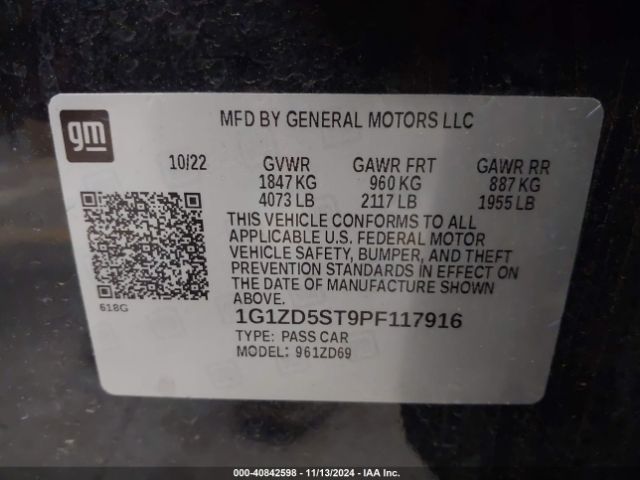 gm
MFD BY GENERAL MOTORS LLC
10/22 GVWR GAWR FRT GAWR RR
1847 KG 960 KG 887 KG
4073 LB 2117 LB 1955 LB
THIS VEHICLE CONFORMS TO ALL
APPLICABLE U.S. FEDERAL MOTOR
VEHICLE SAFETY, BUMPER, AND THEFT
PREVENTION STANDARDS IN EFFECT ON
THE DATE OF MANUFACTURE SHOWN
ABOVE.
618G
1G1ZD5ST9PF117916
TYPE: PASS CAR
MODEL: 961ZD69
000-40842598 - 11/13/2024 - IAA Inc.